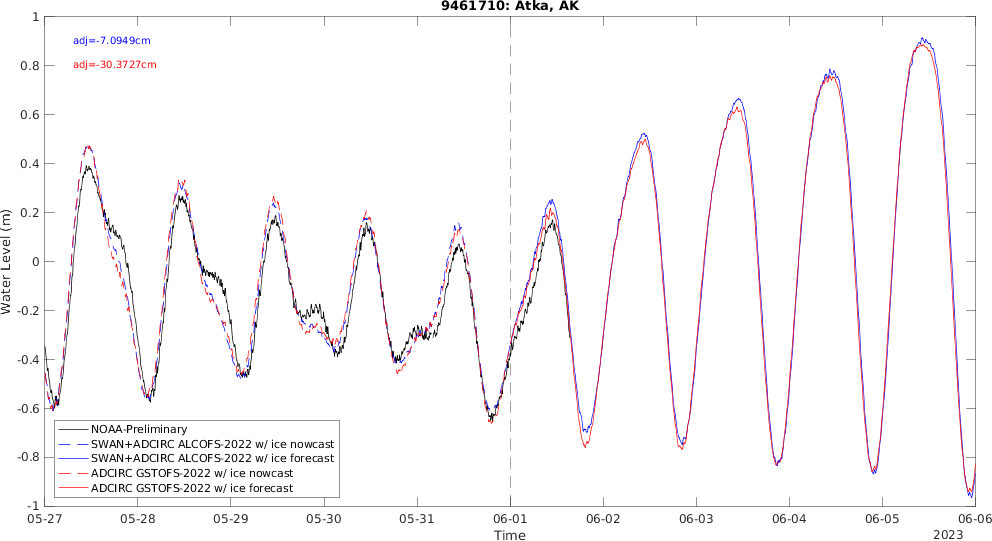 9461710: Atka, AK
adj=-7.0949cm
adj=-30.3727cm
Water Level (m)
1
0.8
0.6
0.4
0.2
0
-0.2
-0.4
-0.6
-0.8
-1
NOAA-Preliminary
SWAN+ADCIRC ALCOFS-2022 w/ ice nowcast
SWAN+ADCIRC ALCOFS-2022 w/ ice forecast
ADCIRC GSTOFS-2022 w/ ice nowcast
ADCIRC GSTOFS-2022 w/ ice forecast
05-27 05-28 05-29 05-30 05-31 06-01 06-02 06-03 06-04 06-05 06-06
Time
2023